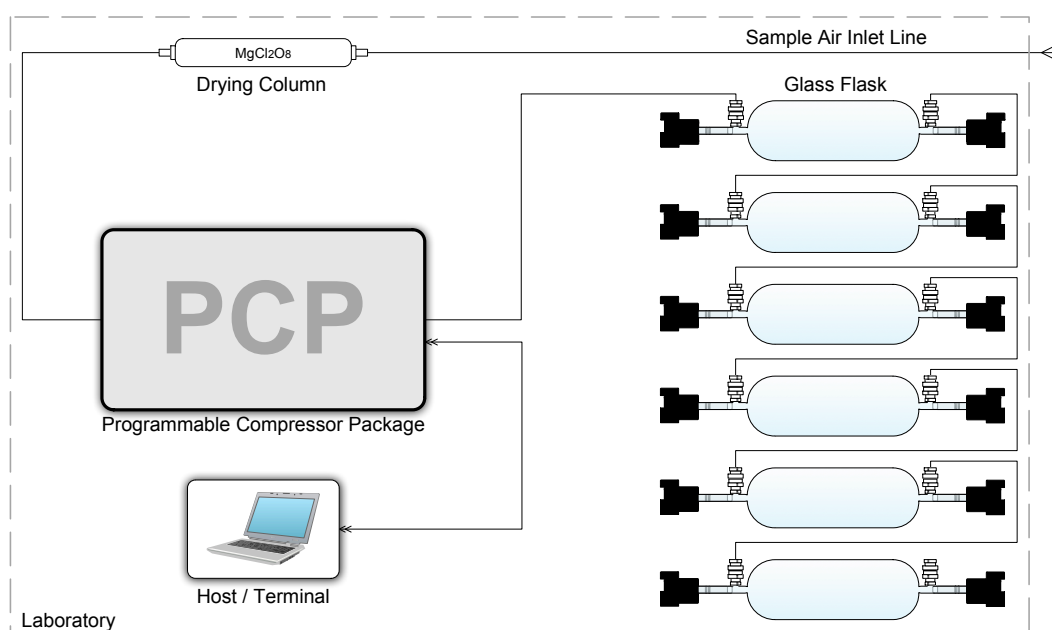 Sample Air Inlet Line
MgCl2O8
Drying Column
Glass Flask
PCP
Programmable Compressor Package
Host / Terminal
Laboratory